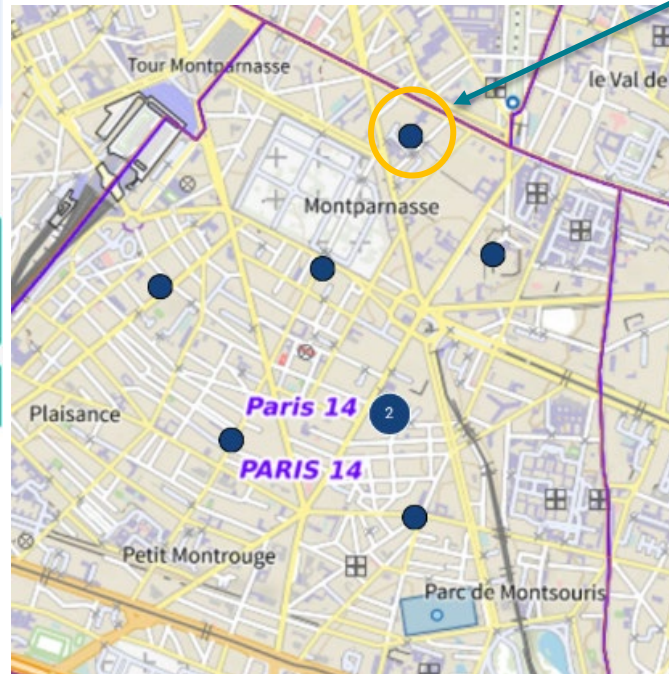 Tour Montparnasse
le Val de
Montparnasse
Paris 14
2
Plaisance
PARIS 14
Petit Montrouge
Parc de Montsouris